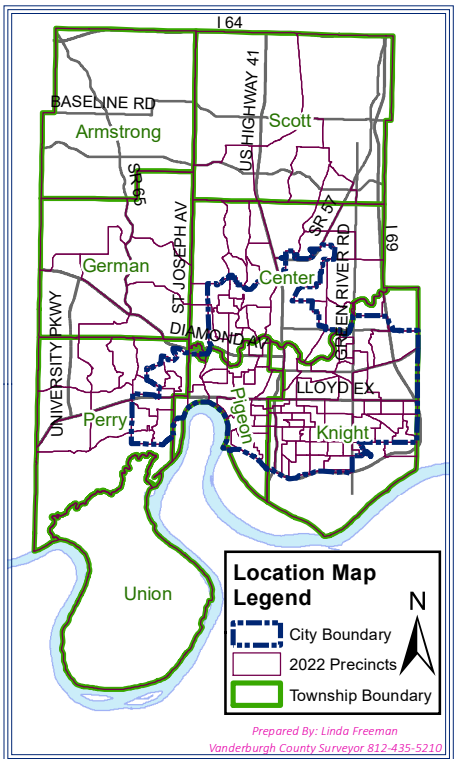 I 64
BASELINE RD
US HIGHWAY 41
Scott
Armstrong
SR 65
ST JOSEPH AV
SR 57
GREEN RIVER RD
I 69
German
Center
UNIVERSITY PKWY
DIAMOND AV
LLOYD EX
Perry
Pigeon
Knight
Union
Location Map
Legend
N
City Boundary
2022 Precincts
Township Boundary
Prepared By: Linda Freeman
Vanderburgh County Surveyor 812-435-5210